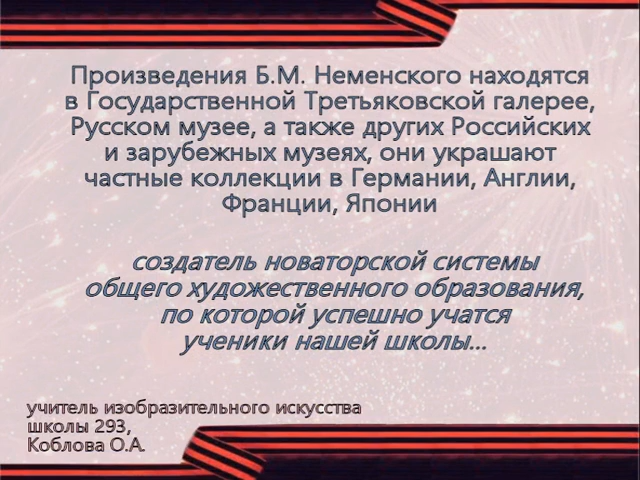 Произведения Б.М. Неменского находятся
в Государственной Третьяковской галерее,
Русском музее, а также других Российских
и зарубежных музеях, они украшают
частные коллекции в Германии, Англии,
Франции, Японии
создатель новаторской системы
общего художественного образования,
по которой успешно учатся
ученики нашей школы...
учитель изобразительного искусства
школы 293,
Коблова О.А.